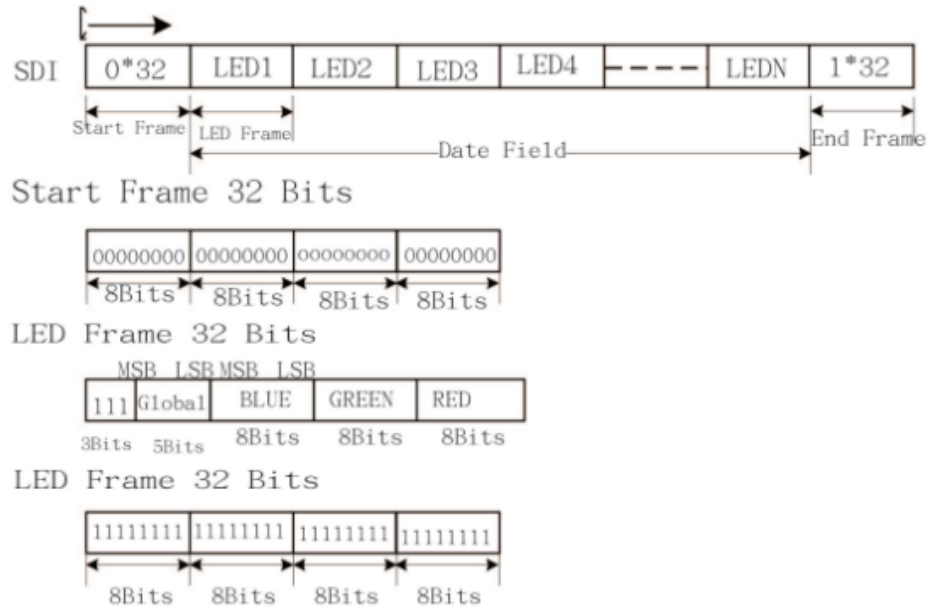 SDI 0*32 LED1 LED2 LED3 LED4 LEDN 1*32
Start Frame LED Frame End Frame
Date Field
Start Frame 32 Bits
00000000 00000000 00000000 00000000
8Bits 8Bits 8Bits 8Bits
LED Frame 32 Bits
MSB LSB MSB LSB
111 Global BLUE GREEN RED
3Bits 5Bits 8Bits 8Bits 8Bits
LED Frame 32 Bits
11111111 11111111 11111111 11111111
8Bits 8Bits 8Bits 8Bits